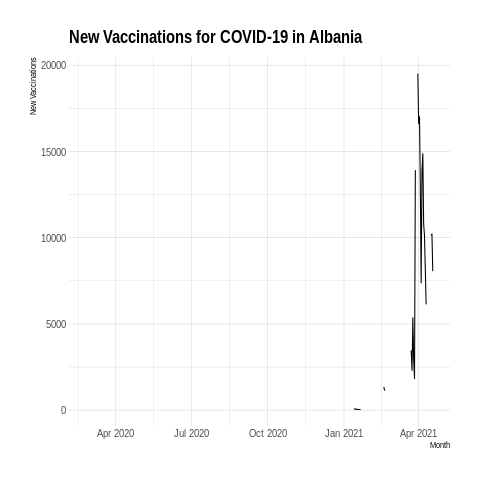 New Vaccinations for COVID-19 in Albania
New Vaccinations
20000
15000
10000
5000
0
Apr 2020 Jul 2020 Oct 2020 Jan 2021 Apr 2021
Month